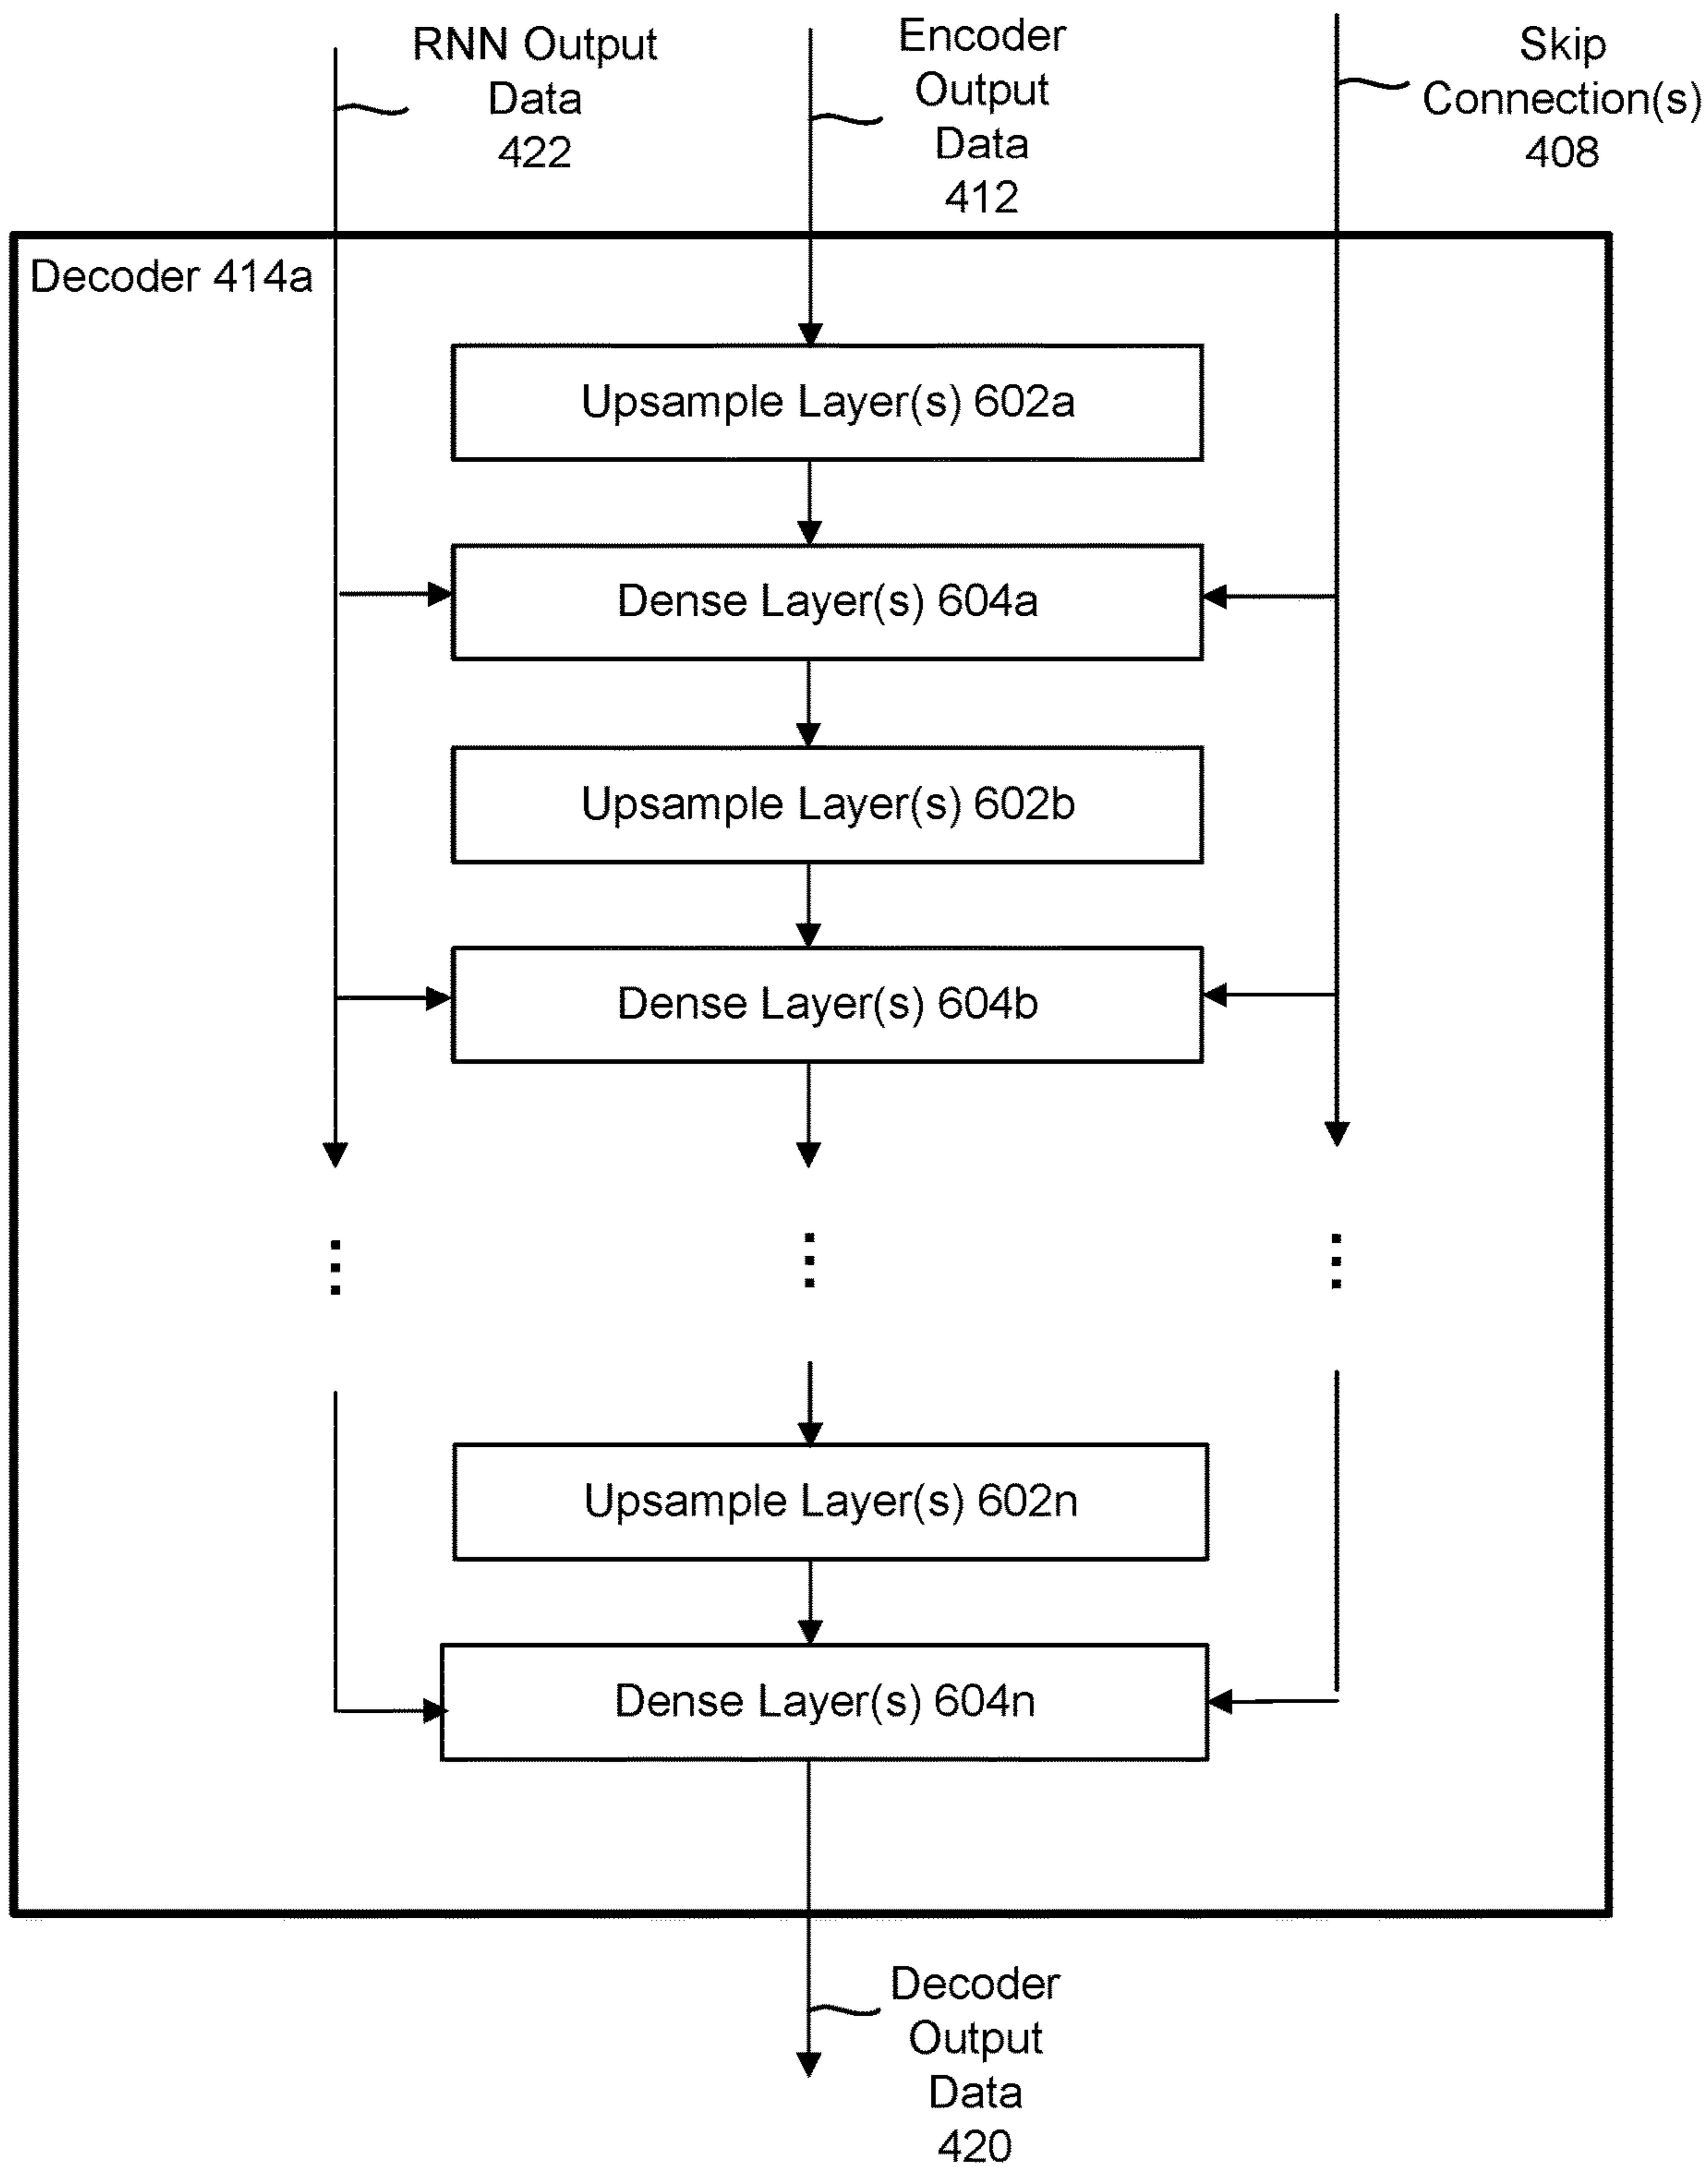 RNN Output
Data
422
Encoder
Output
Data
412
Skip
Connection(s)
408
Decoder 414a
Upsample Layer(s) 602a
Dense Layer(s) 604a
Upsample Layer(s) 602b
Dense Layer(s) 604b
Upsample Layer(s) 602n
Dense Layer(s) 604n
Decoder
Output
Data
420